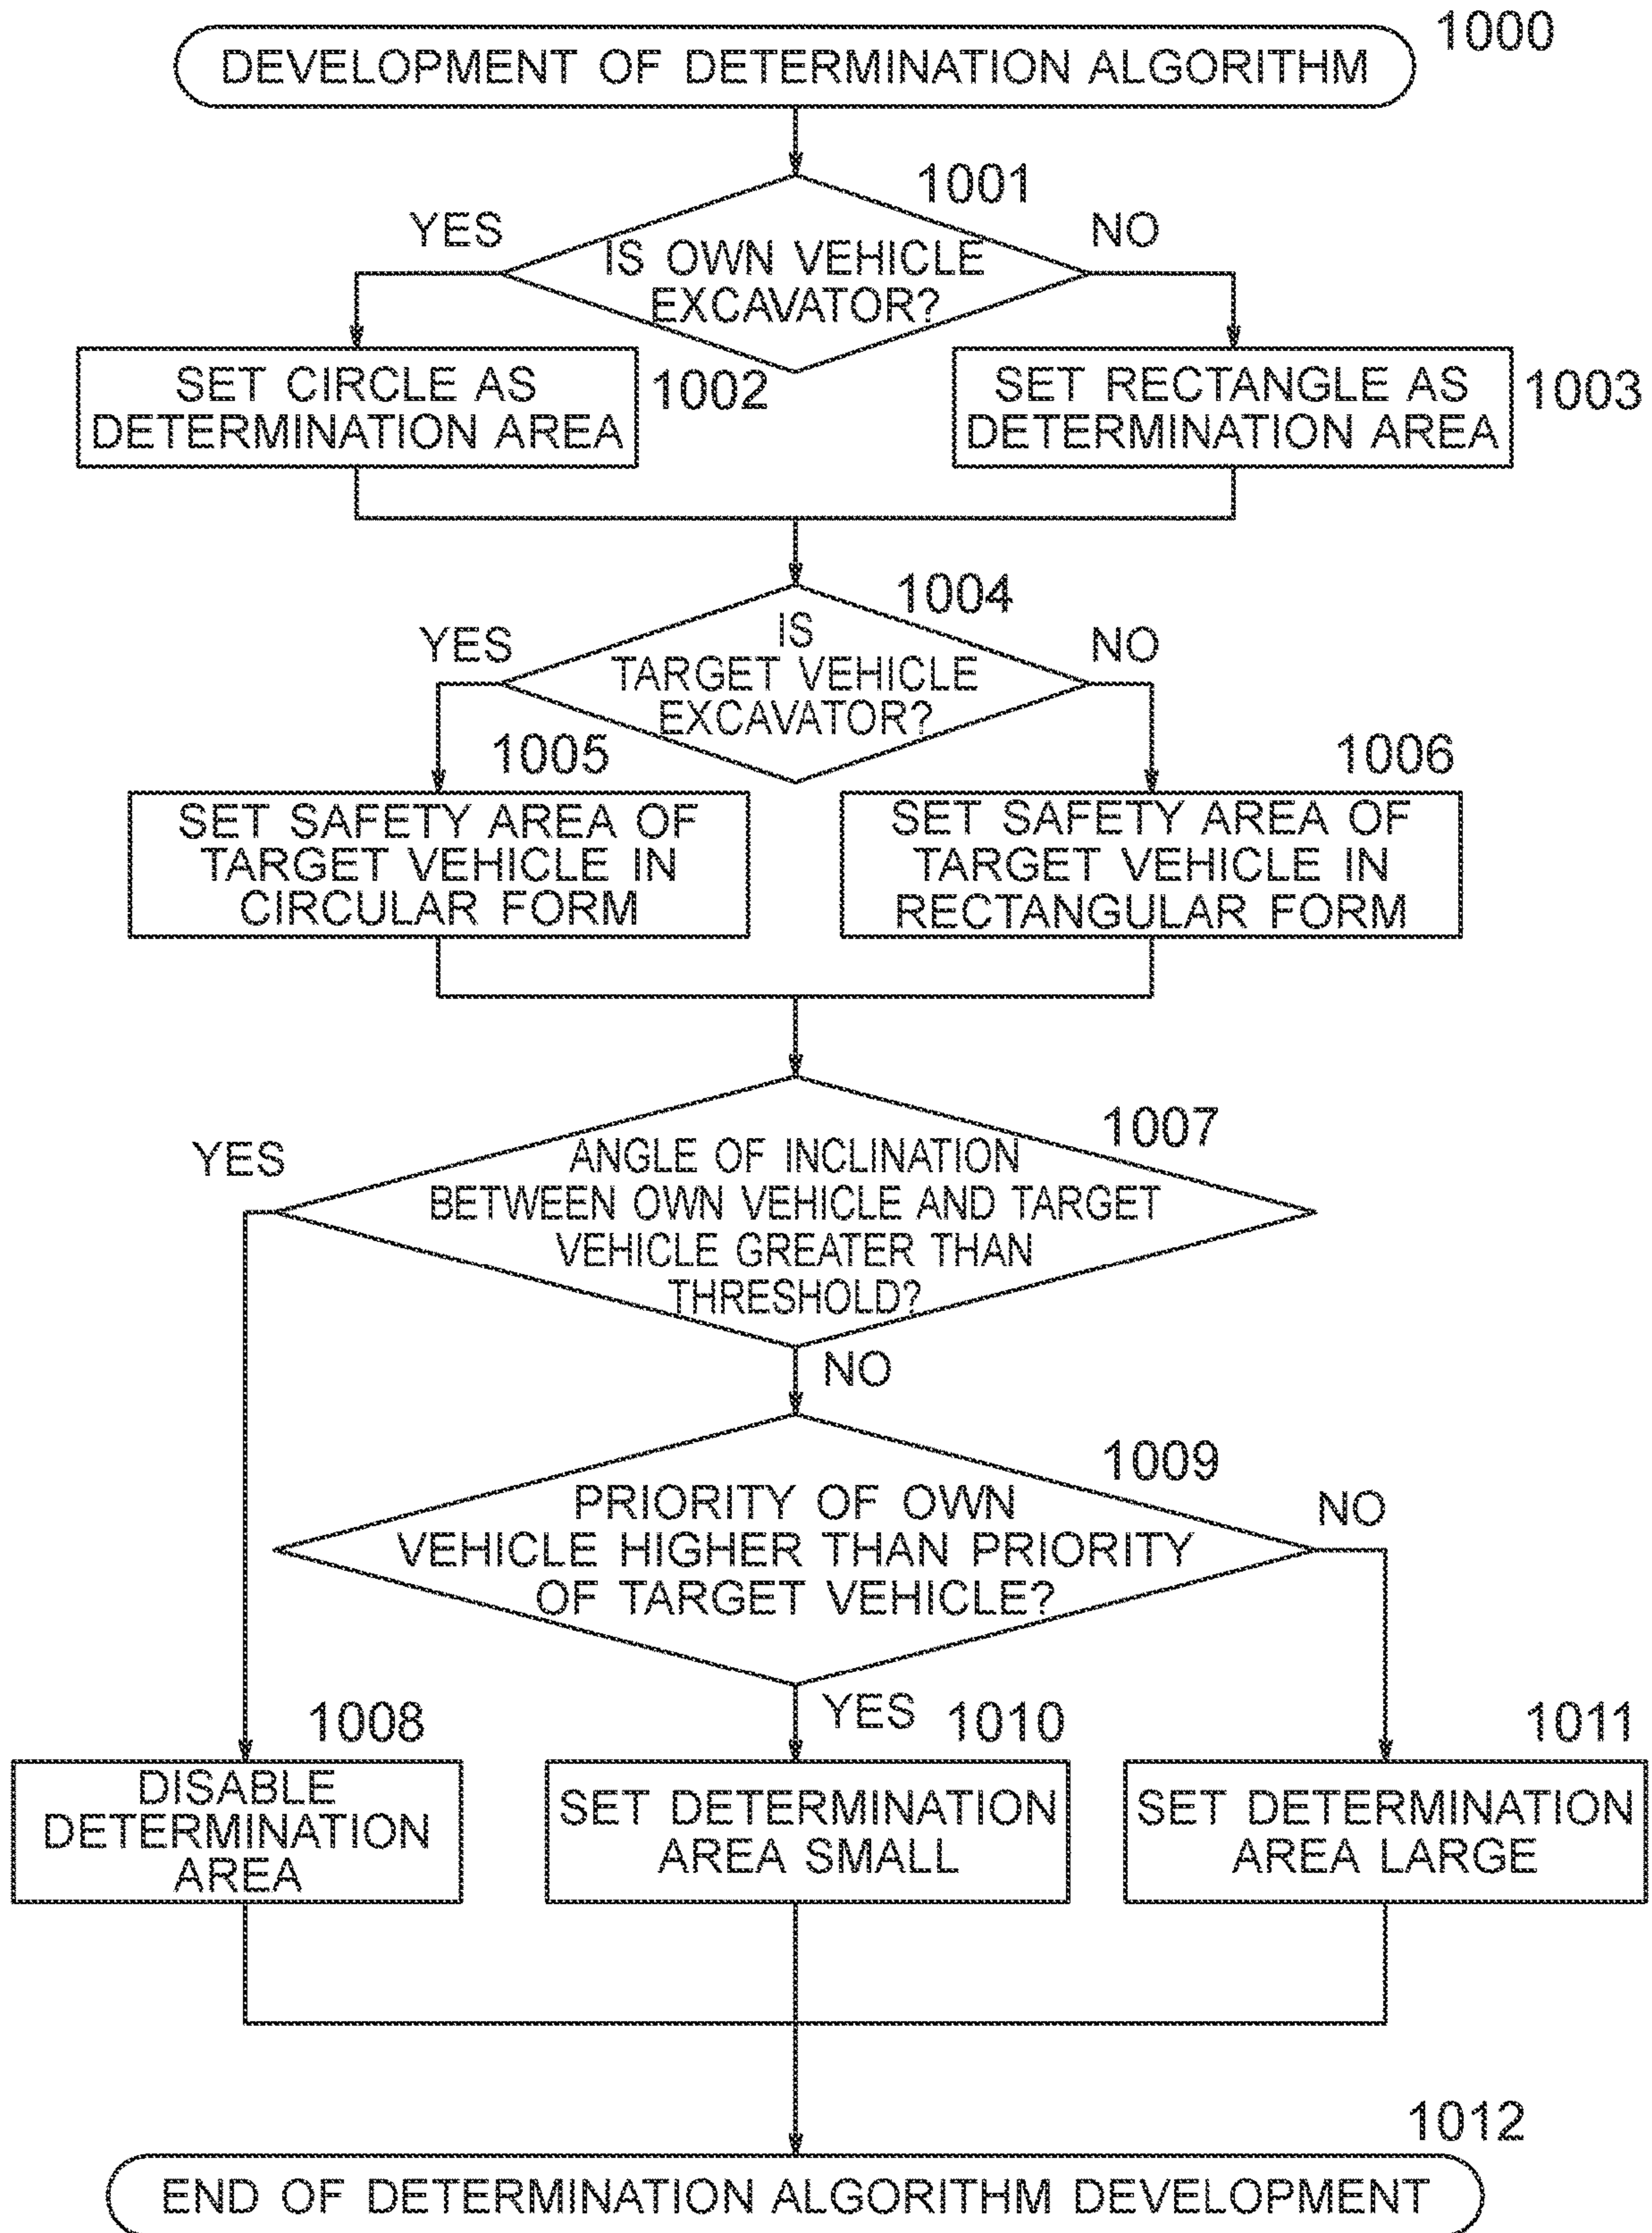 1000
DEVELOPMENT OF DETERMINATION ALGORITHM
1001
YES
NO
IS OWN VEHICLE
EXCAVATOR?
SET CIRCLE AS
DETERMINATION AREA
1002
SET RECTANGLE AS
DETERMINATION AREA
1003
1004
YES
NO
IS
TARGET VEHICLE
EXCAVATOR?
1005
SET SAFETY AREA OF
TARGET VEHICLE IN
CIRCULAR FORM
1006
SET SAFETY AREA OF
TARGET VEHICLE IN
RECTANGULAR FORM
1007
YES
ANGLE OF INCLINATION
BETWEEN OWN VEHICLE AND TARGET
VEHICLE GREATER THAN
THRESHOLD?
NO
1009
PRIORITY OF OWN
VEHICLE HIGHER THAN PRIORITY
OF TARGET VEHICLE?
NO
YES
1008
DISABLE
DETERMINATION
AREA
1010
SET DETERMINATION
AREA SMALL
1011
SET DETERMINATION
AREA LARGE
1012
END OF DETERMINATION ALGORITHM DEVELOPMENT